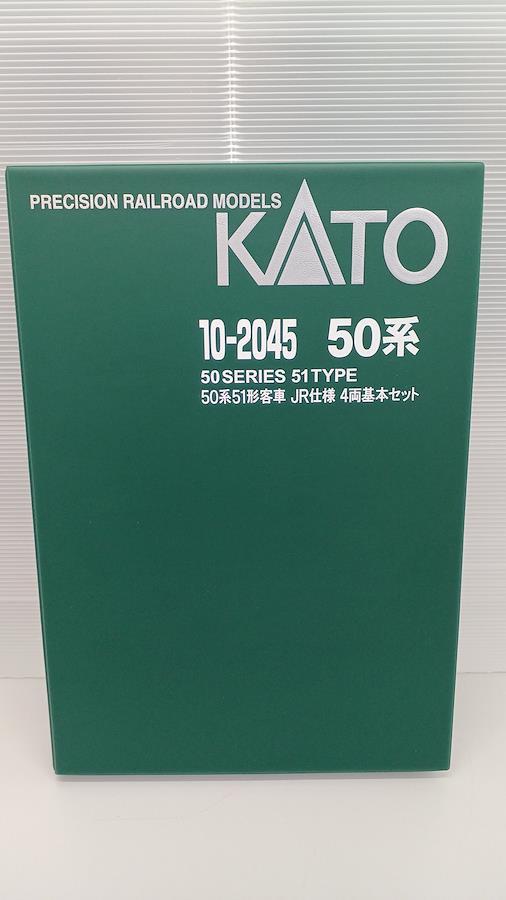 PRECISION RAILROAD MODELS
KATO
10-2045 50系
50 SERIES 51 TYPE
50系51形客車 JR仕様 4両基本セット